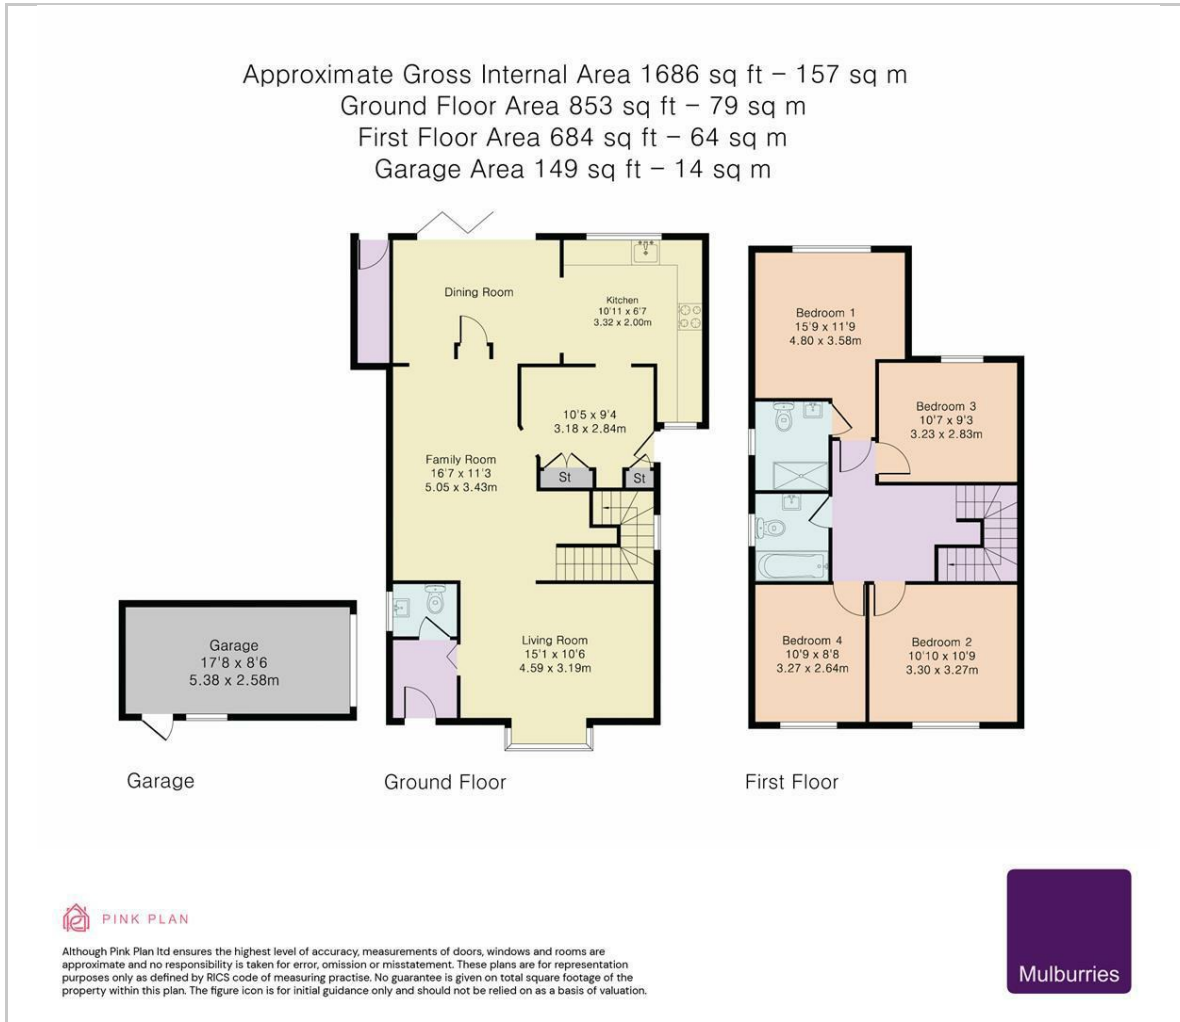 Approximate Gross Internal Area 1686 sq ft – 157 sq m
Ground Floor Area 853 sq ft – 79 sq m
First Floor Area 684 sq ft – 64 sq m
Garage Area 149 sq ft – 14 sq m
Dining Room
Kitchen
10'11 x 6'7
3.32 x 2.00m
10'5 x 9'4
3.18 x 2.84m
Family Room
16'7 x 11'3
5.05 x 3.43m
St
St
Living Room
15'1 x 10'6
4.59 x 3.19m
Bedroom 1
15'9 x 11'9
4.80 x 3.58m
Bedroom 3
10'7 x 9'3
3.23 x 2.83m
Bedroom 4
10'9 x 8'8
3.27 x 2.64m
Bedroom 2
10'10 x 10'9
3.30 x 3.27m
Garage
17'8 x 8'6
5.38 x 2.58m
Garage
Ground Floor
First Floor
PINK PLAN
Although Pink Plan ltd ensures the highest level of accuracy, measurements of doors, windows and rooms are
approximate and no responsibility is taken for error, omission or misstatement. These plans are for representation
purposes only as defined by RICS code of measuring practise. No guarantee is given on total square footage of the
property within this plan. The figure icon is for initial guidance only and should not be relied on as a basis of valuation.
Mulburries